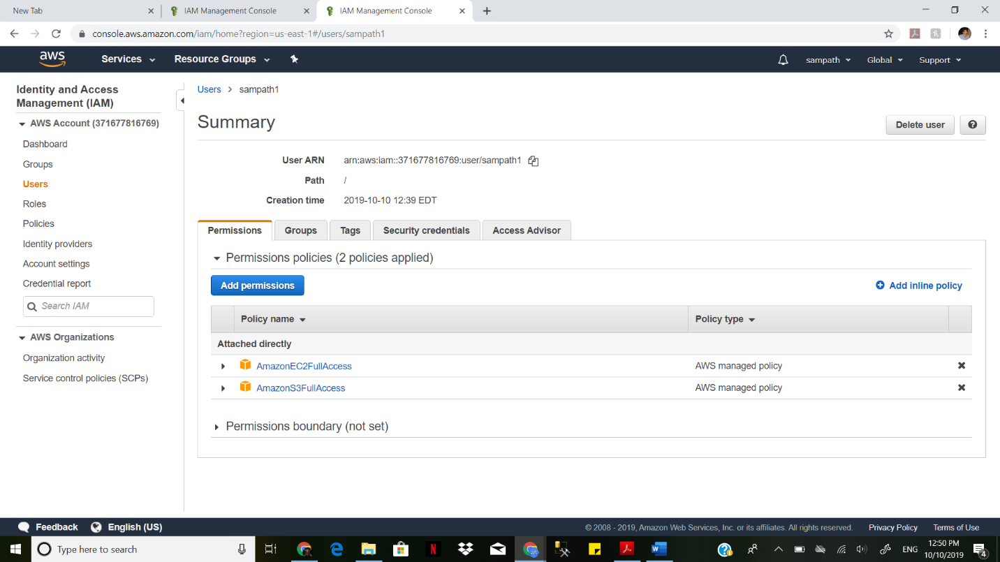 New Tab
IAM Management Console
IAM Management Console
console.aws.amazon.com/iam/home?region=us-east-1#/users/sampath1
aws
Services
Resource Groups
sampath
Global
Support
Identity and Access
Management (IAM)
AWS Account (371677816769)
Dashboard
Groups
Users
Roles
Policies
Identity providers
Account settings
Credential report
Search IAM
AWS Organizations
Organization activity
Service control policies (SCPs)
Users > sampath1
Summary
Delete user
User ARN arn:aws:iam::371677816769:user/sampath1
Path /
Creation time 2019-10-10 12:39 EDT
Permissions
Groups
Tags
Security credentials
Access Advisor
Permissions policies (2 policies applied)
Add permissions
Add inline policy
Policy name
Policy type
Attached directly
AmazonEC2FullAccess AWS managed policy
AmazonS3FullAccess AWS managed policy
Permissions boundary (not set)
Feedback
English (US)
© 2008 - 2019, Amazon Web Services, Inc. or its affiliates. All rights reserved.
Privacy Policy
Terms of Use
Type here to search
ENG
12:50 PM
10/10/2019
4